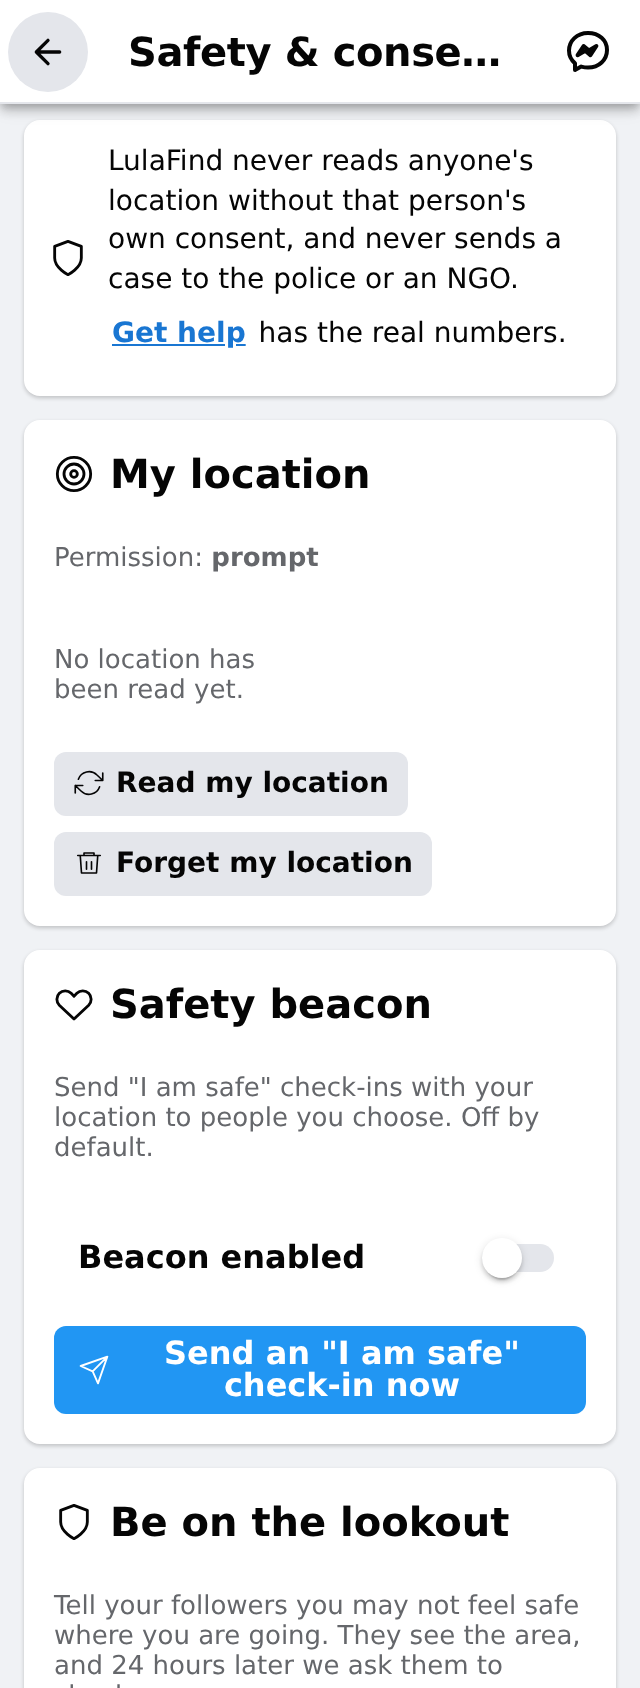 Safety & conse...
LulaFind never reads anyone's
location without that person's
own consent, and never sends a
case to the police or an NGO.
Get help has the real numbers.
My location
Permission: prompt
No location has
been read yet.
Read my location
Forget my location
Safety beacon
Send "I am safe" check-ins with your
location to people you choose. Off by
default.
Beacon enabled
Send an "I am safe"
check-in now
Be on the lookout
Tell your followers you may not feel safe
where you are going. They see the area,
and 24 hours later we ask them to